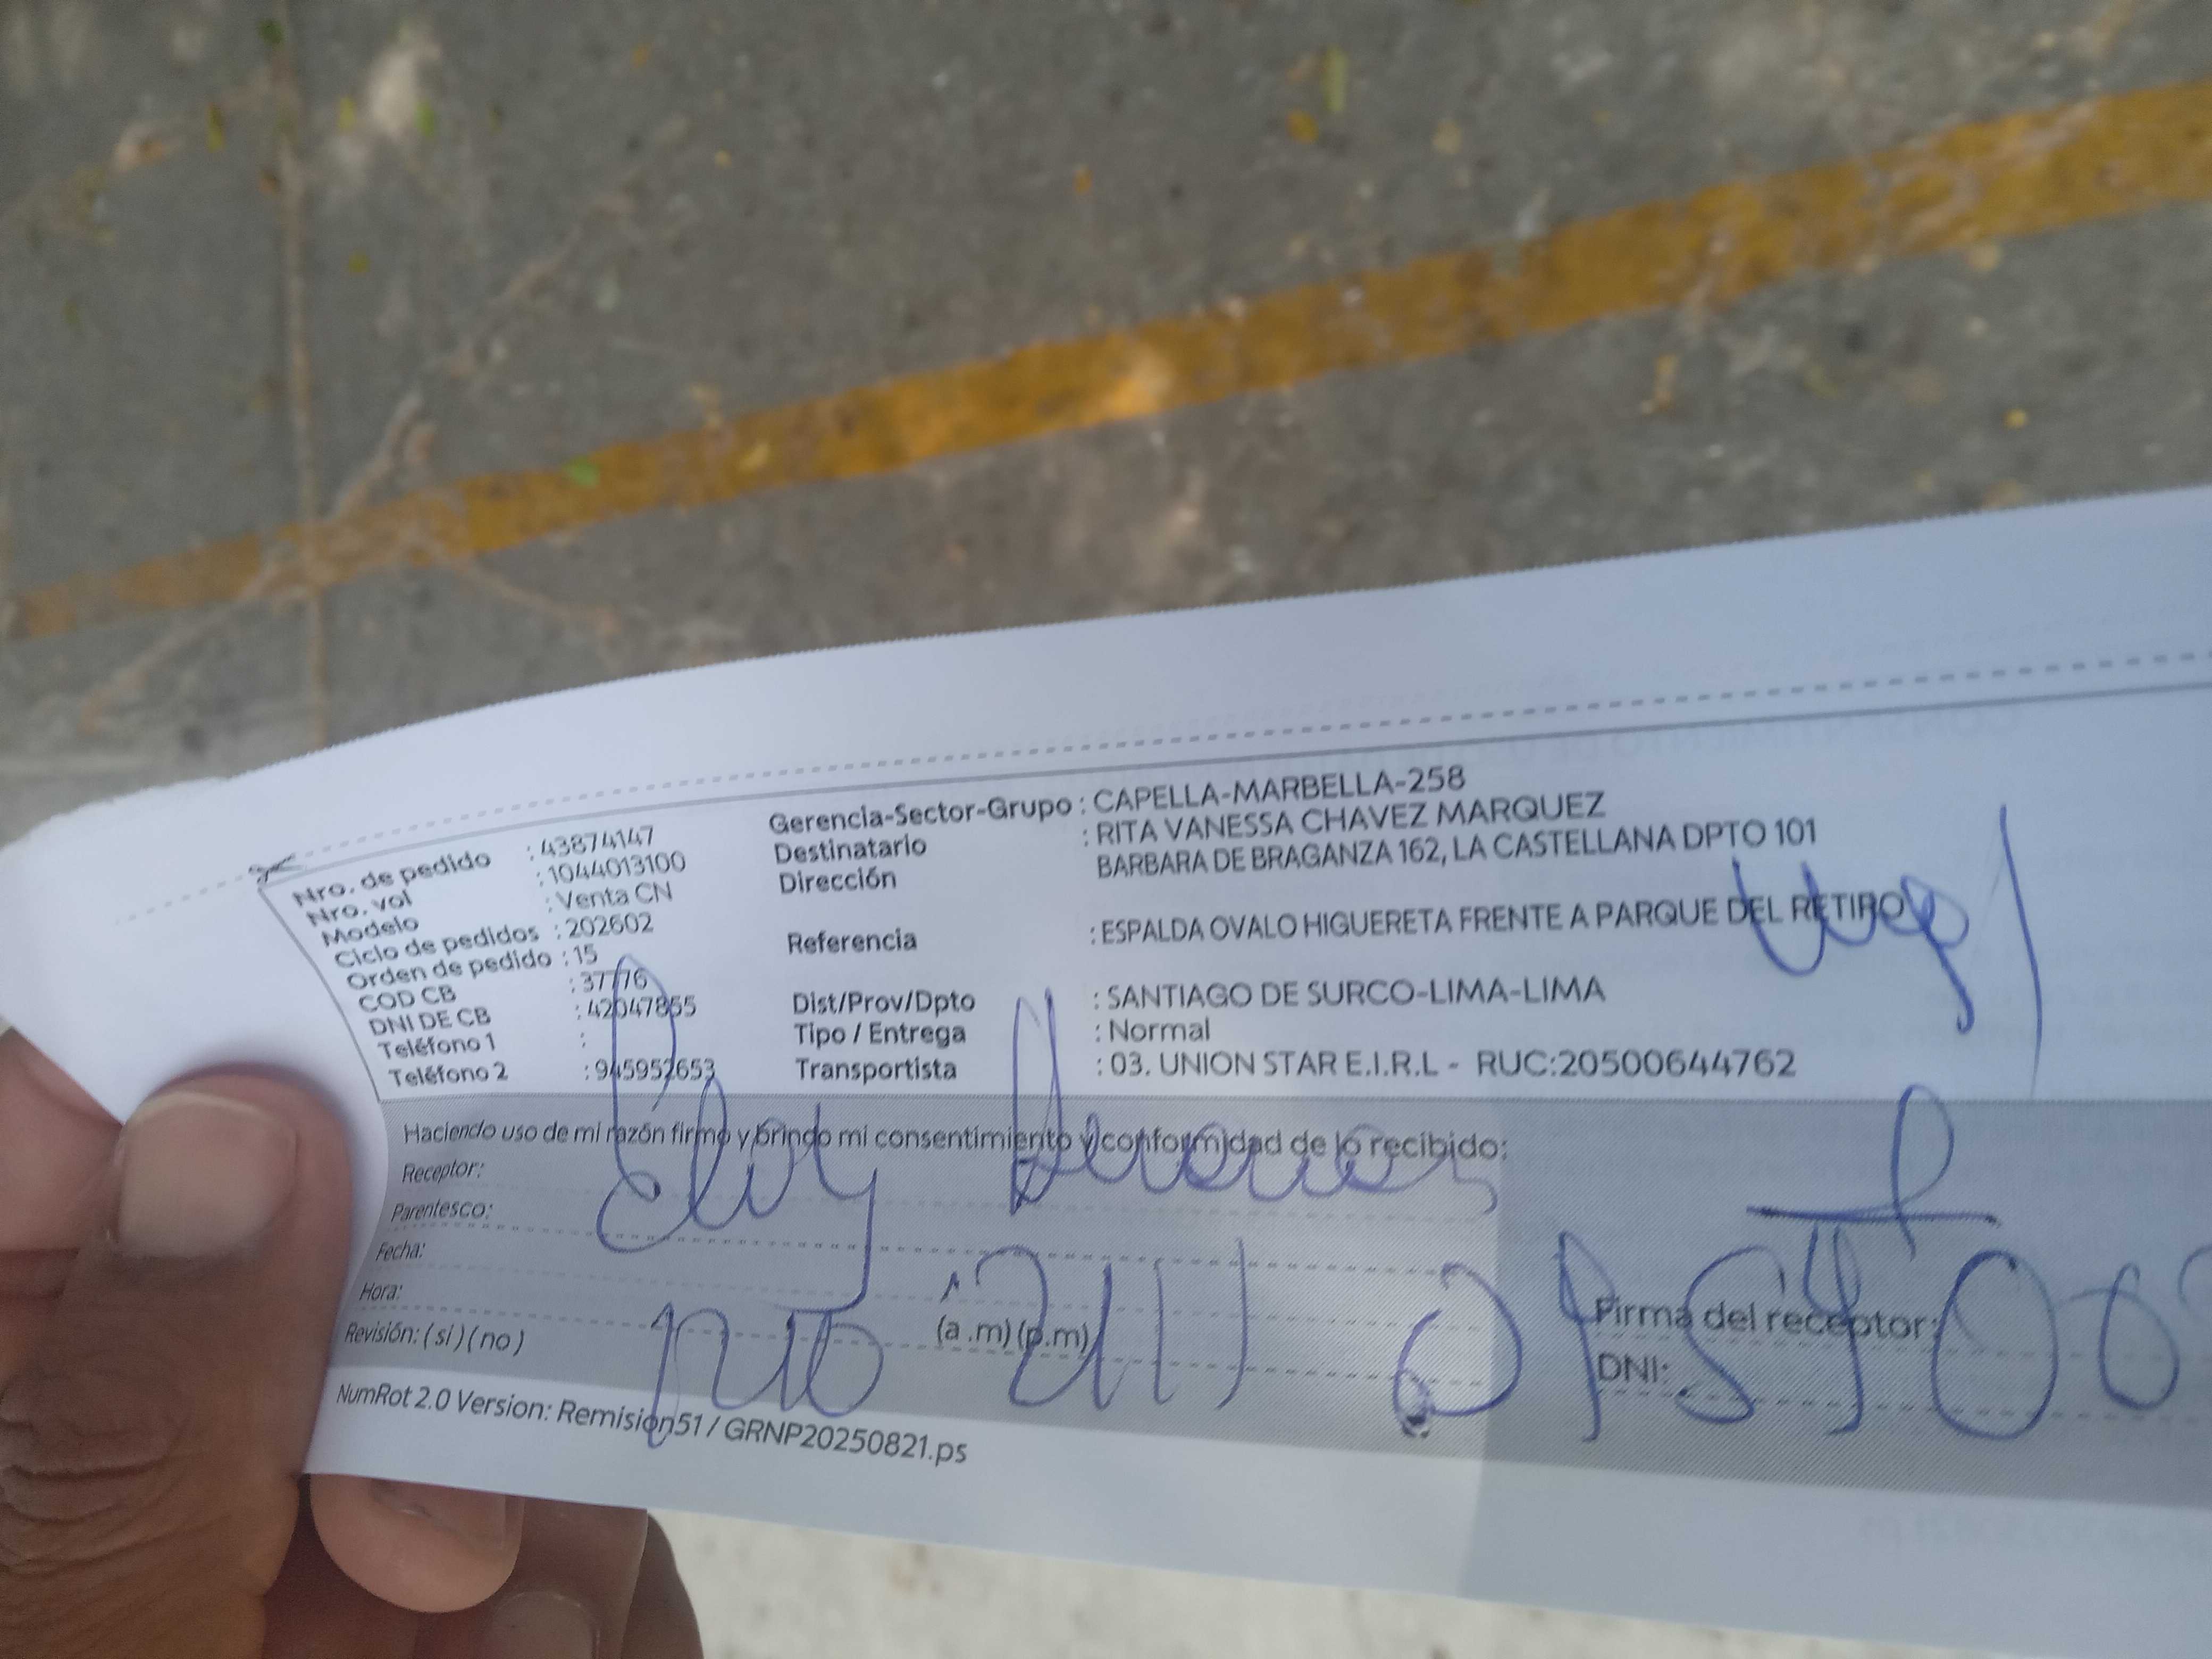 Nro. de pedido : 43874147
Nro. vol : 1044013100
Modelo : Venta CN
Ciclo de pedidos : 202602
Orden de pedido : 15
COD CB : 37776
DNI DE CB : 42047855
Teléfono 1 :
Teléfono 2 : 945952653
Gerencia-Sector-Grupo : CAPELLA-MARBELLA-258
Destinatario : RITA VANESSA CHAVEZ MARQUEZ
Dirección BARBARA DE BRAGANZA 162, LA CASTELLANA DPTO 101
Referencia : ESPALDA OVALO HIGUERETA FRENTE A PARQUE DEL RETIRO
Dist/Prov/Dpto : SANTIAGO DE SURCO-LIMA-LIMA
Tipo / Entrega : Normal
Transportista : 03. UNION STAR E.I.R.L - RUC:20500644762
Haciendo uso de mi razón firmo y brindo mi consentimiento y conformidad de lo recibido:
Receptor:
Parentesco:
Fecha:
Hora: (a .m) (p.m)
Revisión: ( si ) ( no )
Firma del receptor:
DNI:
NumRot 2.0 Version: Remision51 / GRNP20250821.ps